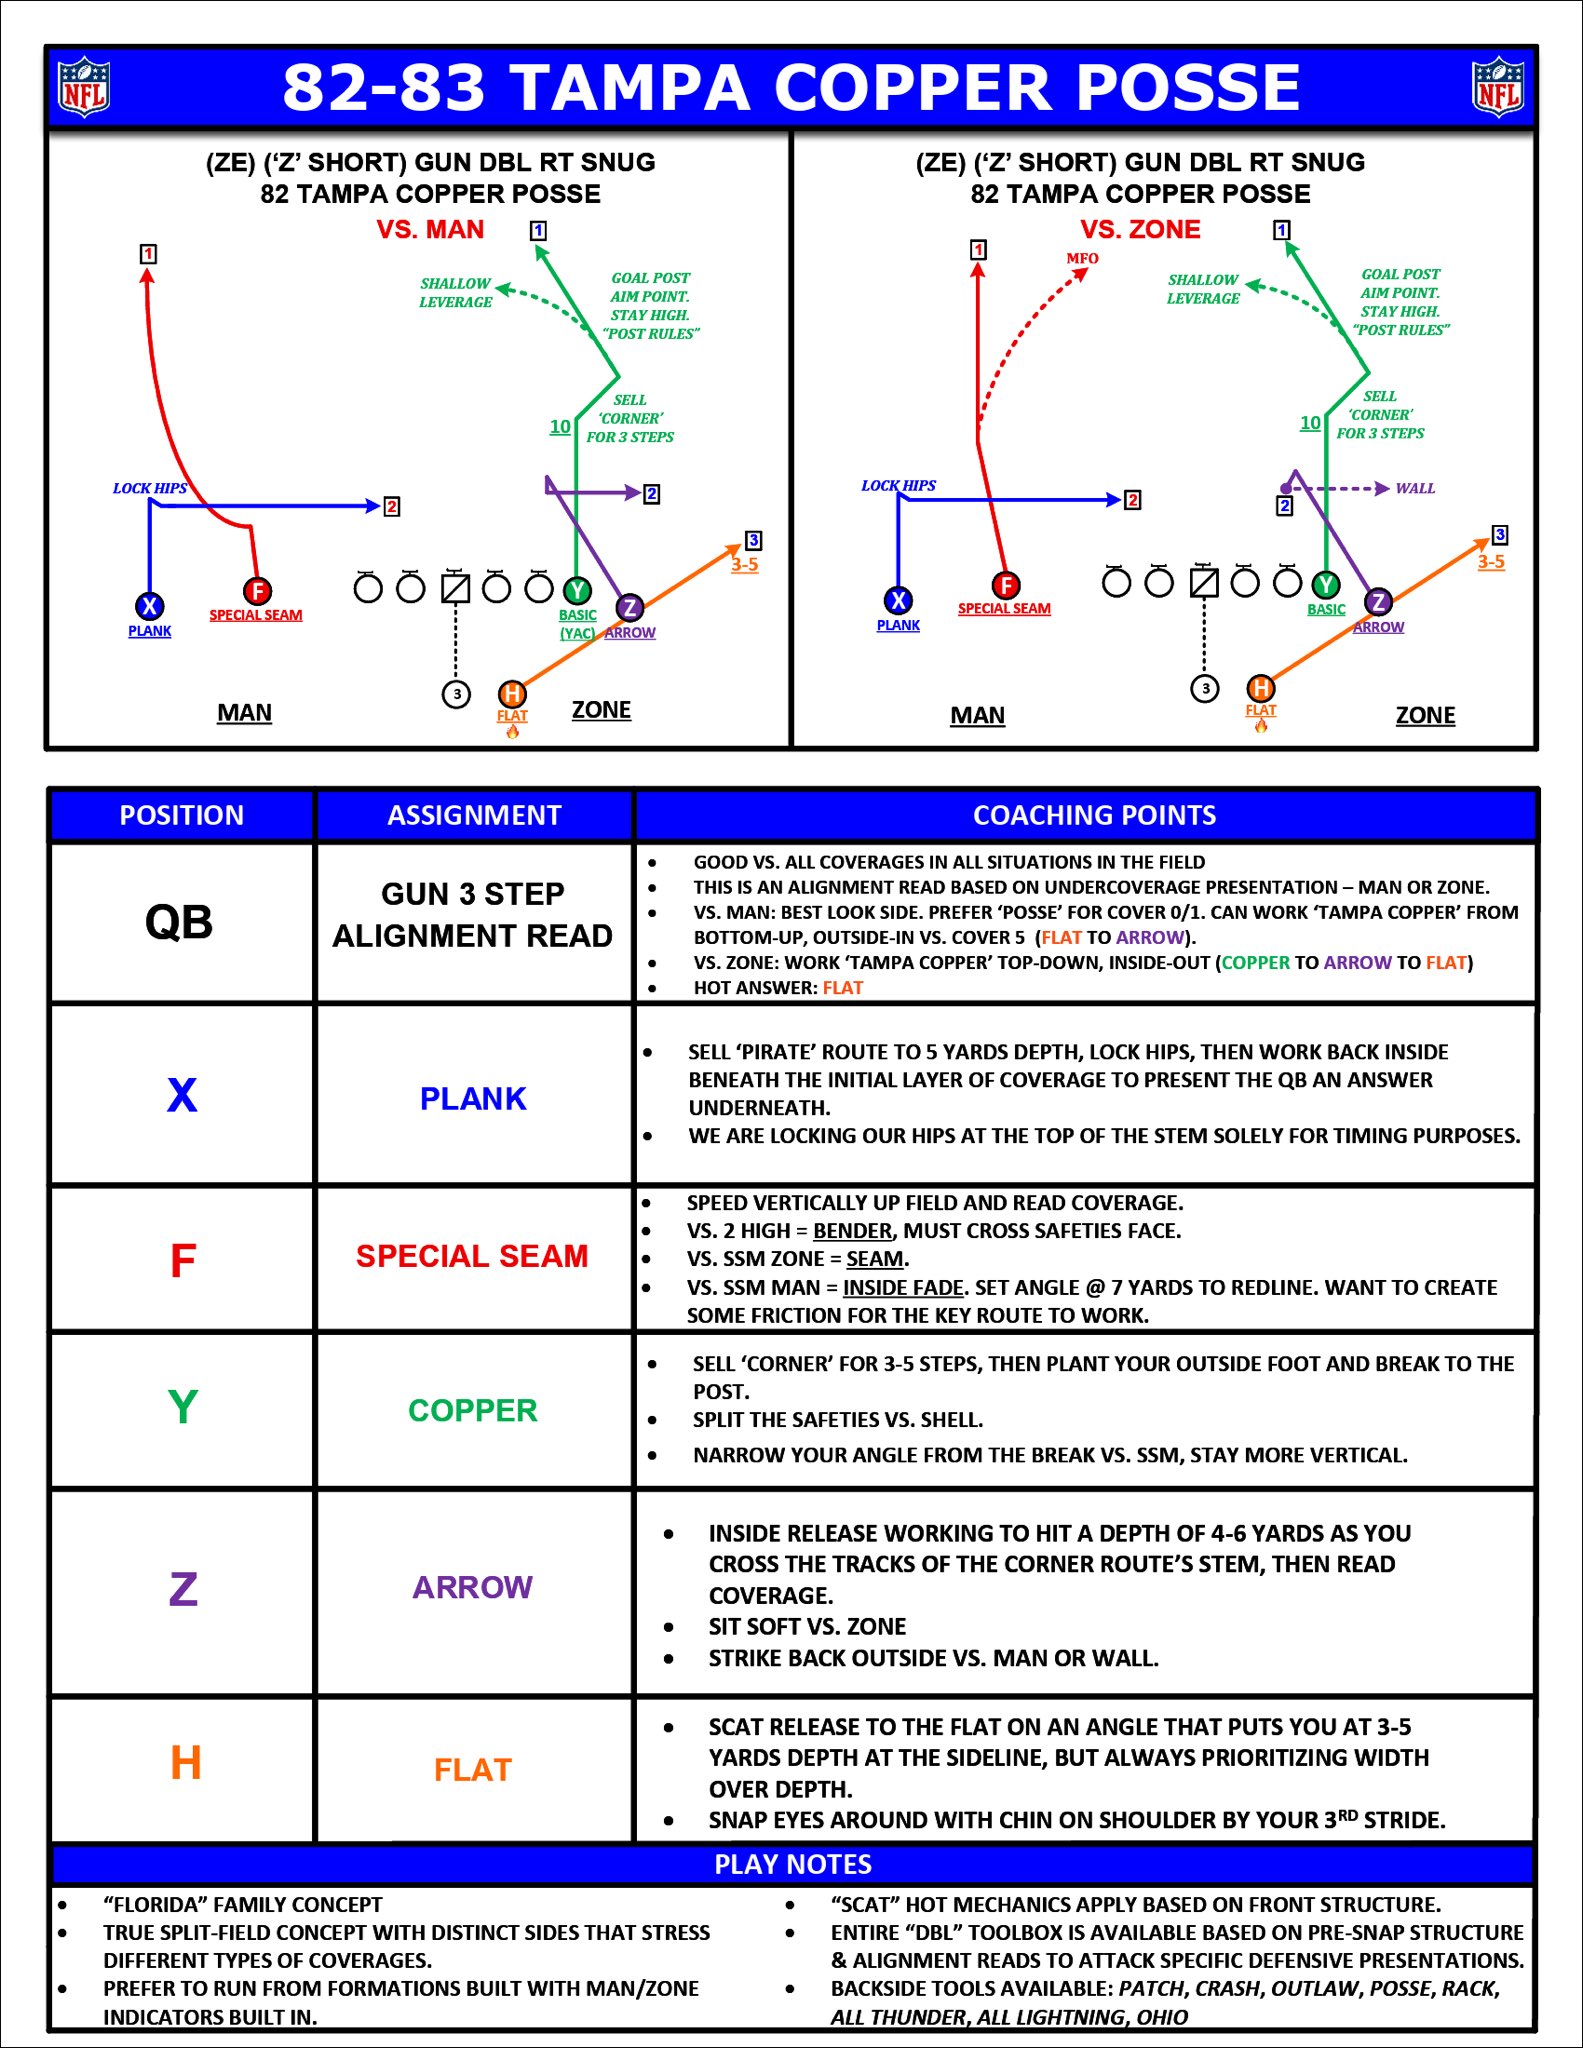 NFL
82-83 TAMPA COPPER POSSE
NFL
(ZE) (‘Z’ SHORT) GUN DBL RT SNUG
82 TAMPA COPPER POSSE
VS. MAN
1
1
SHALLOW
LEVERAGE
GOAL POST
AIM POINT.
STAY HIGH.
“POST RULES”
SELL
‘CORNER’
FOR 3 STEPS
10
LOCK HIPS
2
2
3
3-5
X
PLANK
F
SPECIAL SEAM
Y
BASIC
(YAC)
Z
ARROW
3
H
FLAT
MAN
ZONE
(ZE) (‘Z’ SHORT) GUN DBL RT SNUG
82 TAMPA COPPER POSSE
VS. ZONE
1
MFO
1
SHALLOW
LEVERAGE
GOAL POST
AIM POINT.
STAY HIGH.
“POST RULES”
SELL
‘CORNER’
FOR 3 STEPS
10
LOCK HIPS
2
2
WALL
3
3-5
X
PLANK
F
SPECIAL SEAM
Y
BASIC
Z
ARROW
3
H
FLAT
MAN
ZONE
POSITION
ASSIGNMENT
COACHING POINTS
QB
GUN 3 STEP
ALIGNMENT READ
• GOOD VS. ALL COVERAGES IN ALL SITUATIONS IN THE FIELD
• THIS IS AN ALIGNMENT READ BASED ON UNDERCOVERAGE PRESENTATION – MAN OR ZONE.
• VS. MAN: BEST LOOK SIDE. PREFER ‘POSSE’ FOR COVER 0/1. CAN WORK ‘TAMPA COPPER’ FROM
BOTTOM-UP, OUTSIDE-IN VS. COVER 5 (FLAT TO ARROW).
• VS. ZONE: WORK ‘TAMPA COPPER’ TOP-DOWN, INSIDE-OUT (COPPER TO ARROW TO FLAT)
• HOT ANSWER: FLAT
X
PLANK
• SELL ‘PIRATE’ ROUTE TO 5 YARDS DEPTH, LOCK HIPS, THEN WORK BACK INSIDE
BENEATH THE INITIAL LAYER OF COVERAGE TO PRESENT THE QB AN ANSWER
UNDERNEATH.
• WE ARE LOCKING OUR HIPS AT THE TOP OF THE STEM SOLELY FOR TIMING PURPOSES.
F
SPECIAL SEAM
• SPEED VERTICALLY UP FIELD AND READ COVERAGE.
• VS. 2 HIGH = BENDER, MUST CROSS SAFETIES FACE.
• VS. SSM ZONE = SEAM.
• VS. SSM MAN = INSIDE FADE. SET ANGLE @ 7 YARDS TO REDLINE. WANT TO CREATE
SOME FRICTION FOR THE KEY ROUTE TO WORK.
Y
COPPER
• SELL ‘CORNER’ FOR 3-5 STEPS, THEN PLANT YOUR OUTSIDE FOOT AND BREAK TO THE
POST.
• SPLIT THE SAFETIES VS. SHELL.
• NARROW YOUR ANGLE FROM THE BREAK VS. SSM, STAY MORE VERTICAL.
Z
ARROW
• INSIDE RELEASE WORKING TO HIT A DEPTH OF 4-6 YARDS AS YOU
CROSS THE TRACKS OF THE CORNER ROUTE’S STEM, THEN READ
COVERAGE.
• SIT SOFT VS. ZONE
• STRIKE BACK OUTSIDE VS. MAN OR WALL.
H
FLAT
• SCAT RELEASE TO THE FLAT ON AN ANGLE THAT PUTS YOU AT 3-5
YARDS DEPTH AT THE SIDELINE, BUT ALWAYS PRIORITIZING WIDTH
OVER DEPTH.
• SNAP EYES AROUND WITH CHIN ON SHOULDER BY YOUR 3RD STRIDE.
PLAY NOTES
• “FLORIDA” FAMILY CONCEPT
• TRUE SPLIT-FIELD CONCEPT WITH DISTINCT SIDES THAT STRESS
DIFFERENT TYPES OF COVERAGES.
• PREFER TO RUN FROM FORMATIONS BUILT WITH MAN/ZONE
INDICATORS BUILT IN.
• “SCAT” HOT MECHANICS APPLY BASED ON FRONT STRUCTURE.
• ENTIRE “DBL” TOOLBOX IS AVAILABLE BASED ON PRE-SNAP STRUCTURE
& ALIGNMENT READS TO ATTACK SPECIFIC DEFENSIVE PRESENTATIONS.
• BACKSIDE TOOLS AVAILABLE: PATCH, CRASH, OUTLAW, POSSE, RACK,
ALL THUNDER, ALL LIGHTNING, OHIO